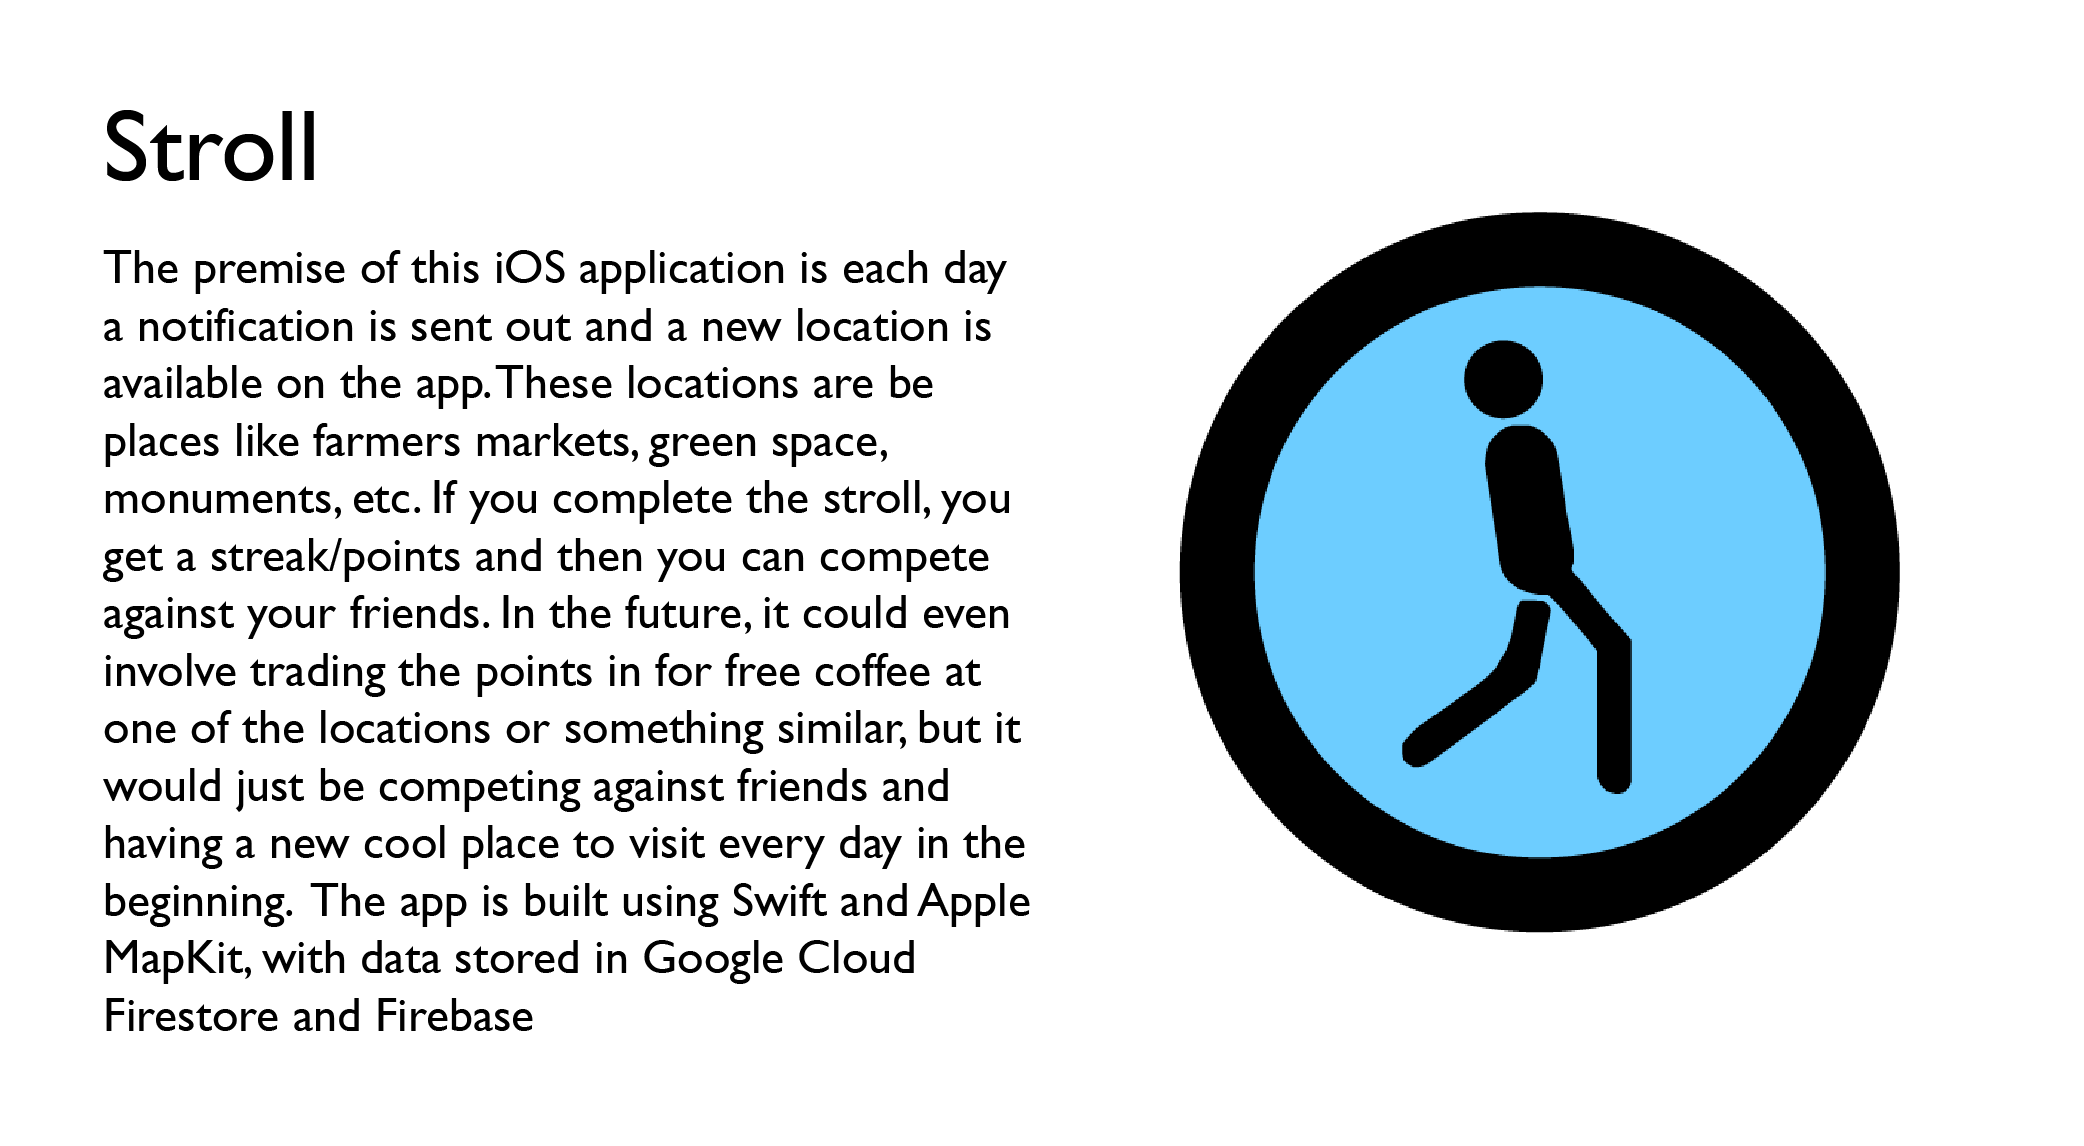 Stroll
The premise of this iOS application is each day
a notification is sent out and a new location is
available on the app. These locations are be
places like farmers markets, green space,
monuments, etc. If you complete the stroll, you
get a streak/points and then you can compete
against your friends. In the future, it could even
involve trading the points in for free coffee at
one of the locations or something similar, but it
would just be competing against friends and
having a new cool place to visit every day in the
beginning.  The app is built using Swift and Apple
MapKit, with data stored in Google Cloud
Firestore and Firebase